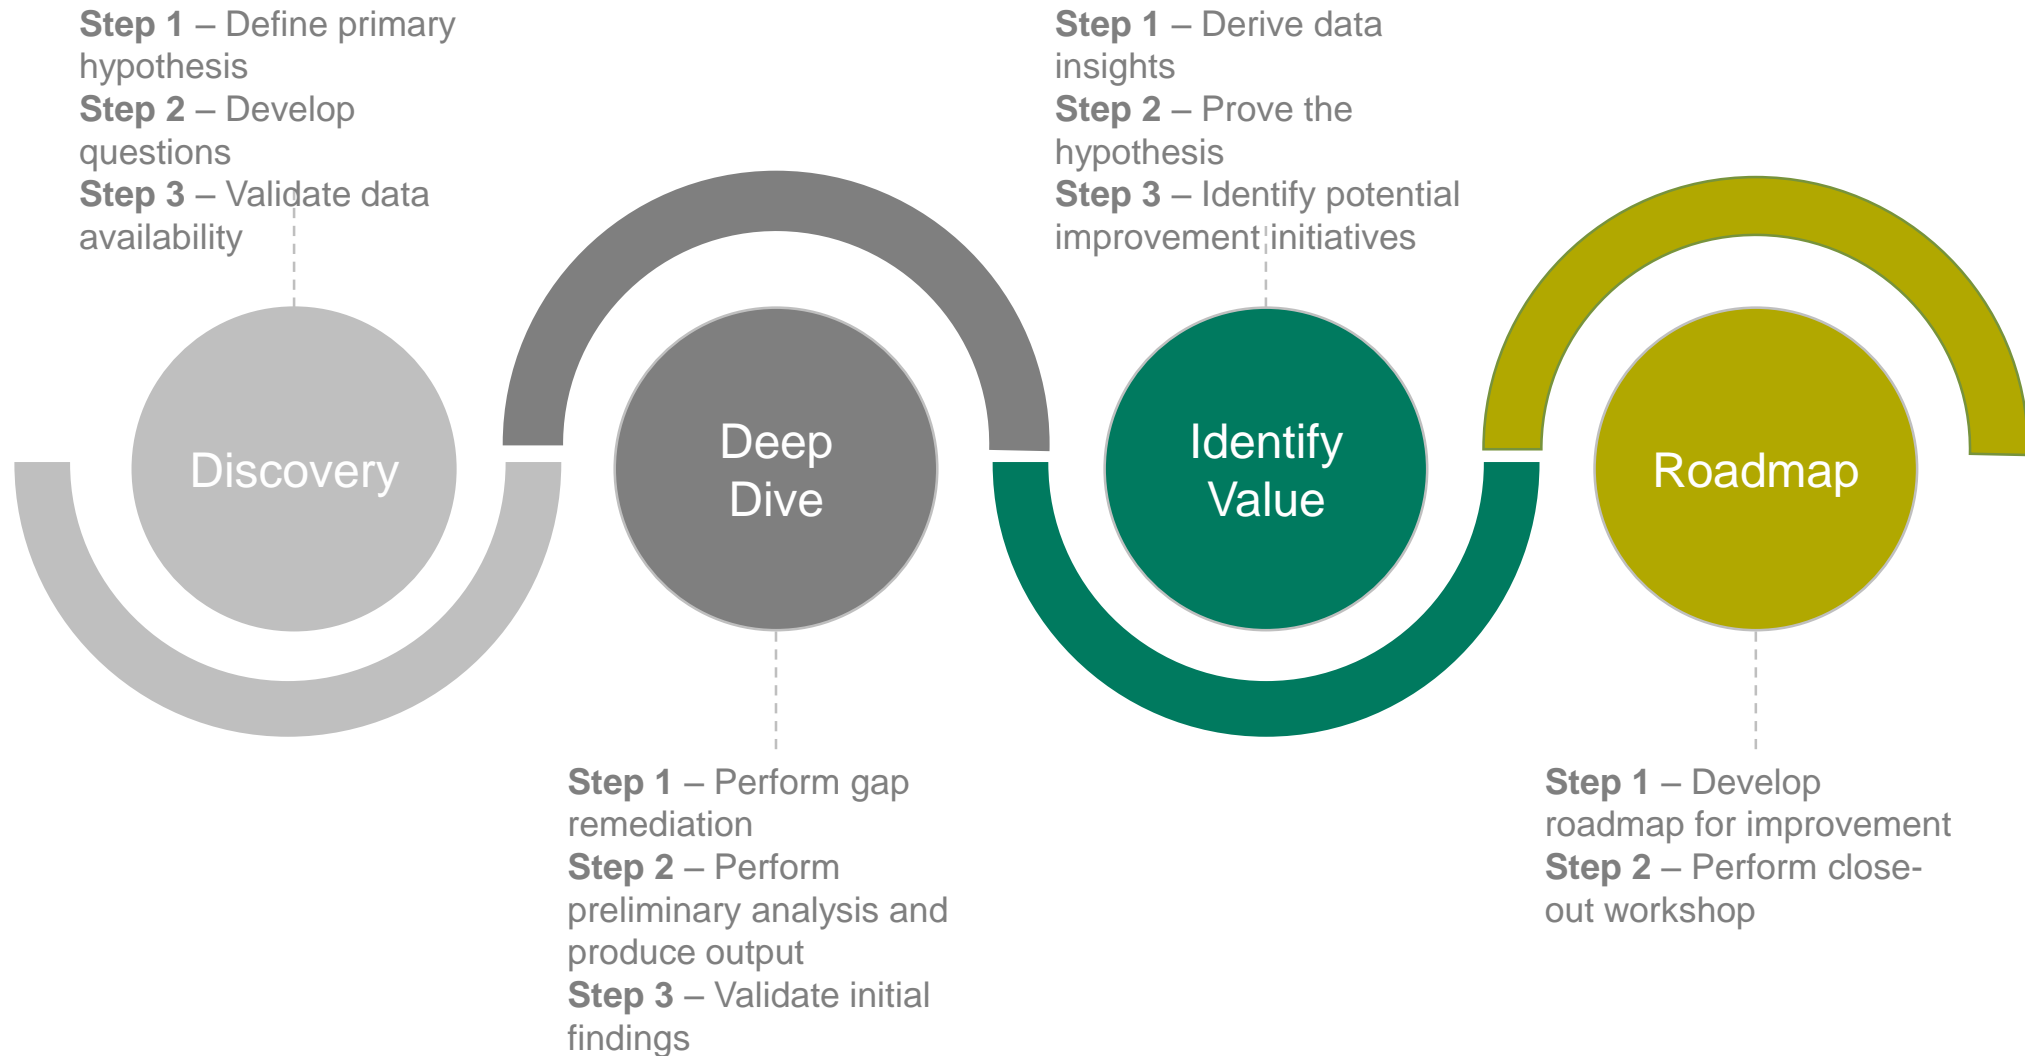 Step 1 – Define primary
hypothesis
Step 2 – Develop
questions
Step 3 – Validate data
availability
Discovery
Deep
Dive
Step 1 – Perform gap
remediation
Step 2 – Perform
preliminary analysis and
produce output
Step 3 – Validate initial
findings
Step 1 – Derive data
insights
Step 2 – Prove the
hypothesis
Step 3 – Identify potential
improvement initiatives
Identify
Value
Roadmap
Step 1 – Develop
roadmap for improvement
Step 2 – Perform close-
out workshop